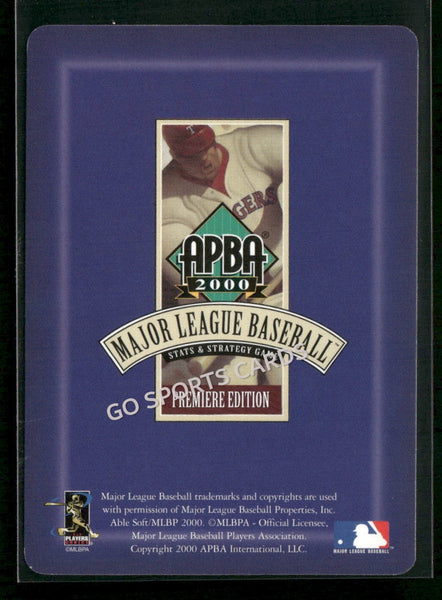 T
GERS
APBA®
2000
MAJOR LEAGUE BASEBALL™
STATS & STRATEGY GAME
GO SPORTS CARDS
PREMIERE EDITION
Major League Baseball trademarks and copyrights are used
with permission of Major League Baseball Properties, Inc.
Able Soft/MLBP 2000. ©MLBPA - Official Licensee,
Major League Baseball Players Association.
Copyright 2000 APBA International, LLC.
PLAYERS
CHOICE
©MLBPA
MAJOR LEAGUE BASEBALL